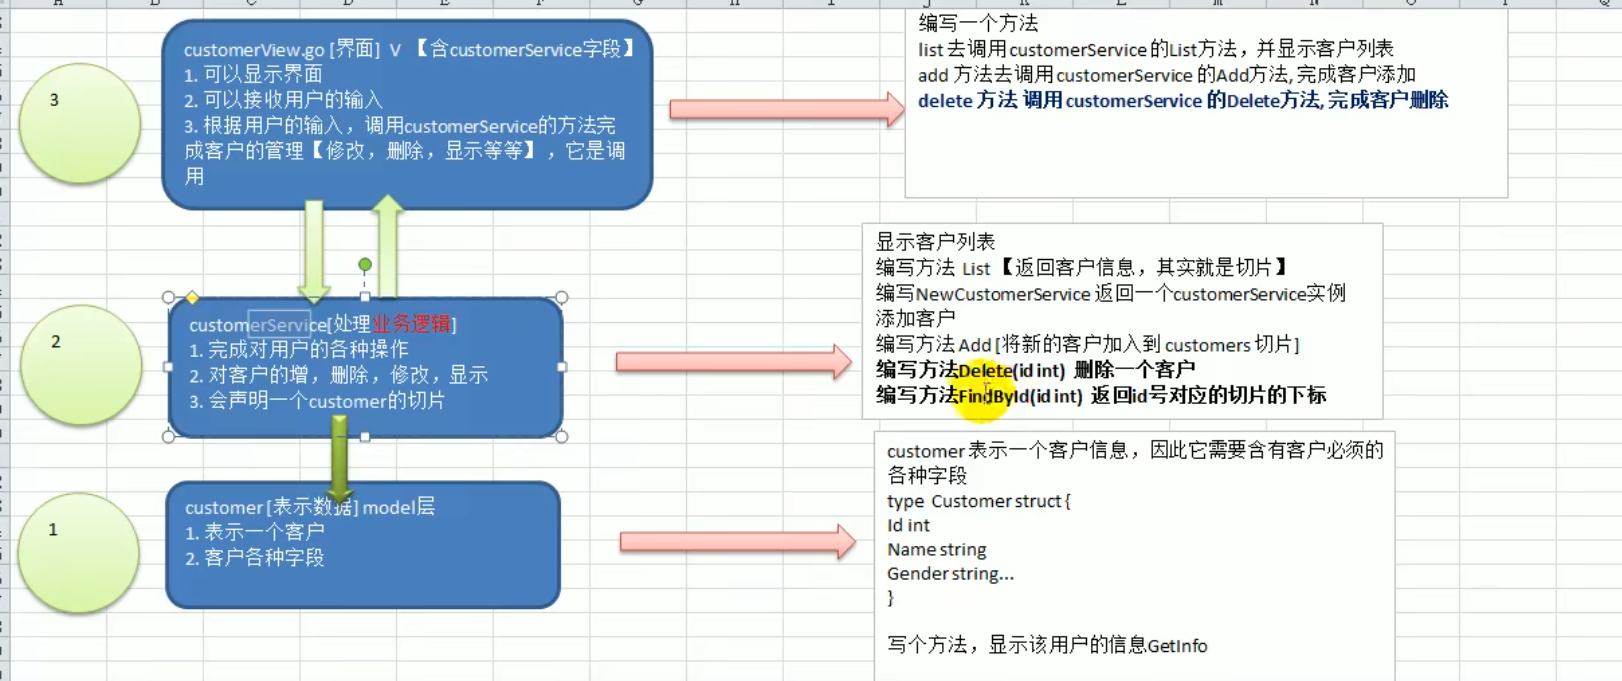 3
customerView.go [界面] V 【含customerService字段】
1. 可以显示界面
2. 可以接收用户的输入
3. 根据用户的输入，调用customerService的方法完
成客户的管理【修改，删除，显示等等】，它是调
用
编写一个方法
list 去调用customerService 的List方法，并显示客户列表
add 方法去调用customerService 的Add方法, 完成客户添加
delete 方法 调用customerService 的Delete方法, 完成客户删除
2
customerService[处理业务逻辑]
1. 完成对用户的各种操作
2. 对客户的增，删除，修改，显示
3. 会声明一个customer的切片
显示客户列表
编写方法 List 【返回客户信息，其实就是切片】
编写NewCustomerService 返回一个customerService实例
添加客户
编写方法 Add [将新的客户加入到 customers 切片]
编写方法Delete(id int) 删除一个客户
编写方法FindById(id int) 返回id号对应的切片的下标
1
customer [表示数据] model层
1. 表示一个客户
2. 客户各种字段
customer 表示一个客户信息，因此它需要含有客户必须的
各种字段
type Customer struct {
Id int
Name string
Gender string...
}
写个方法，显示该用户的信息GetInfo